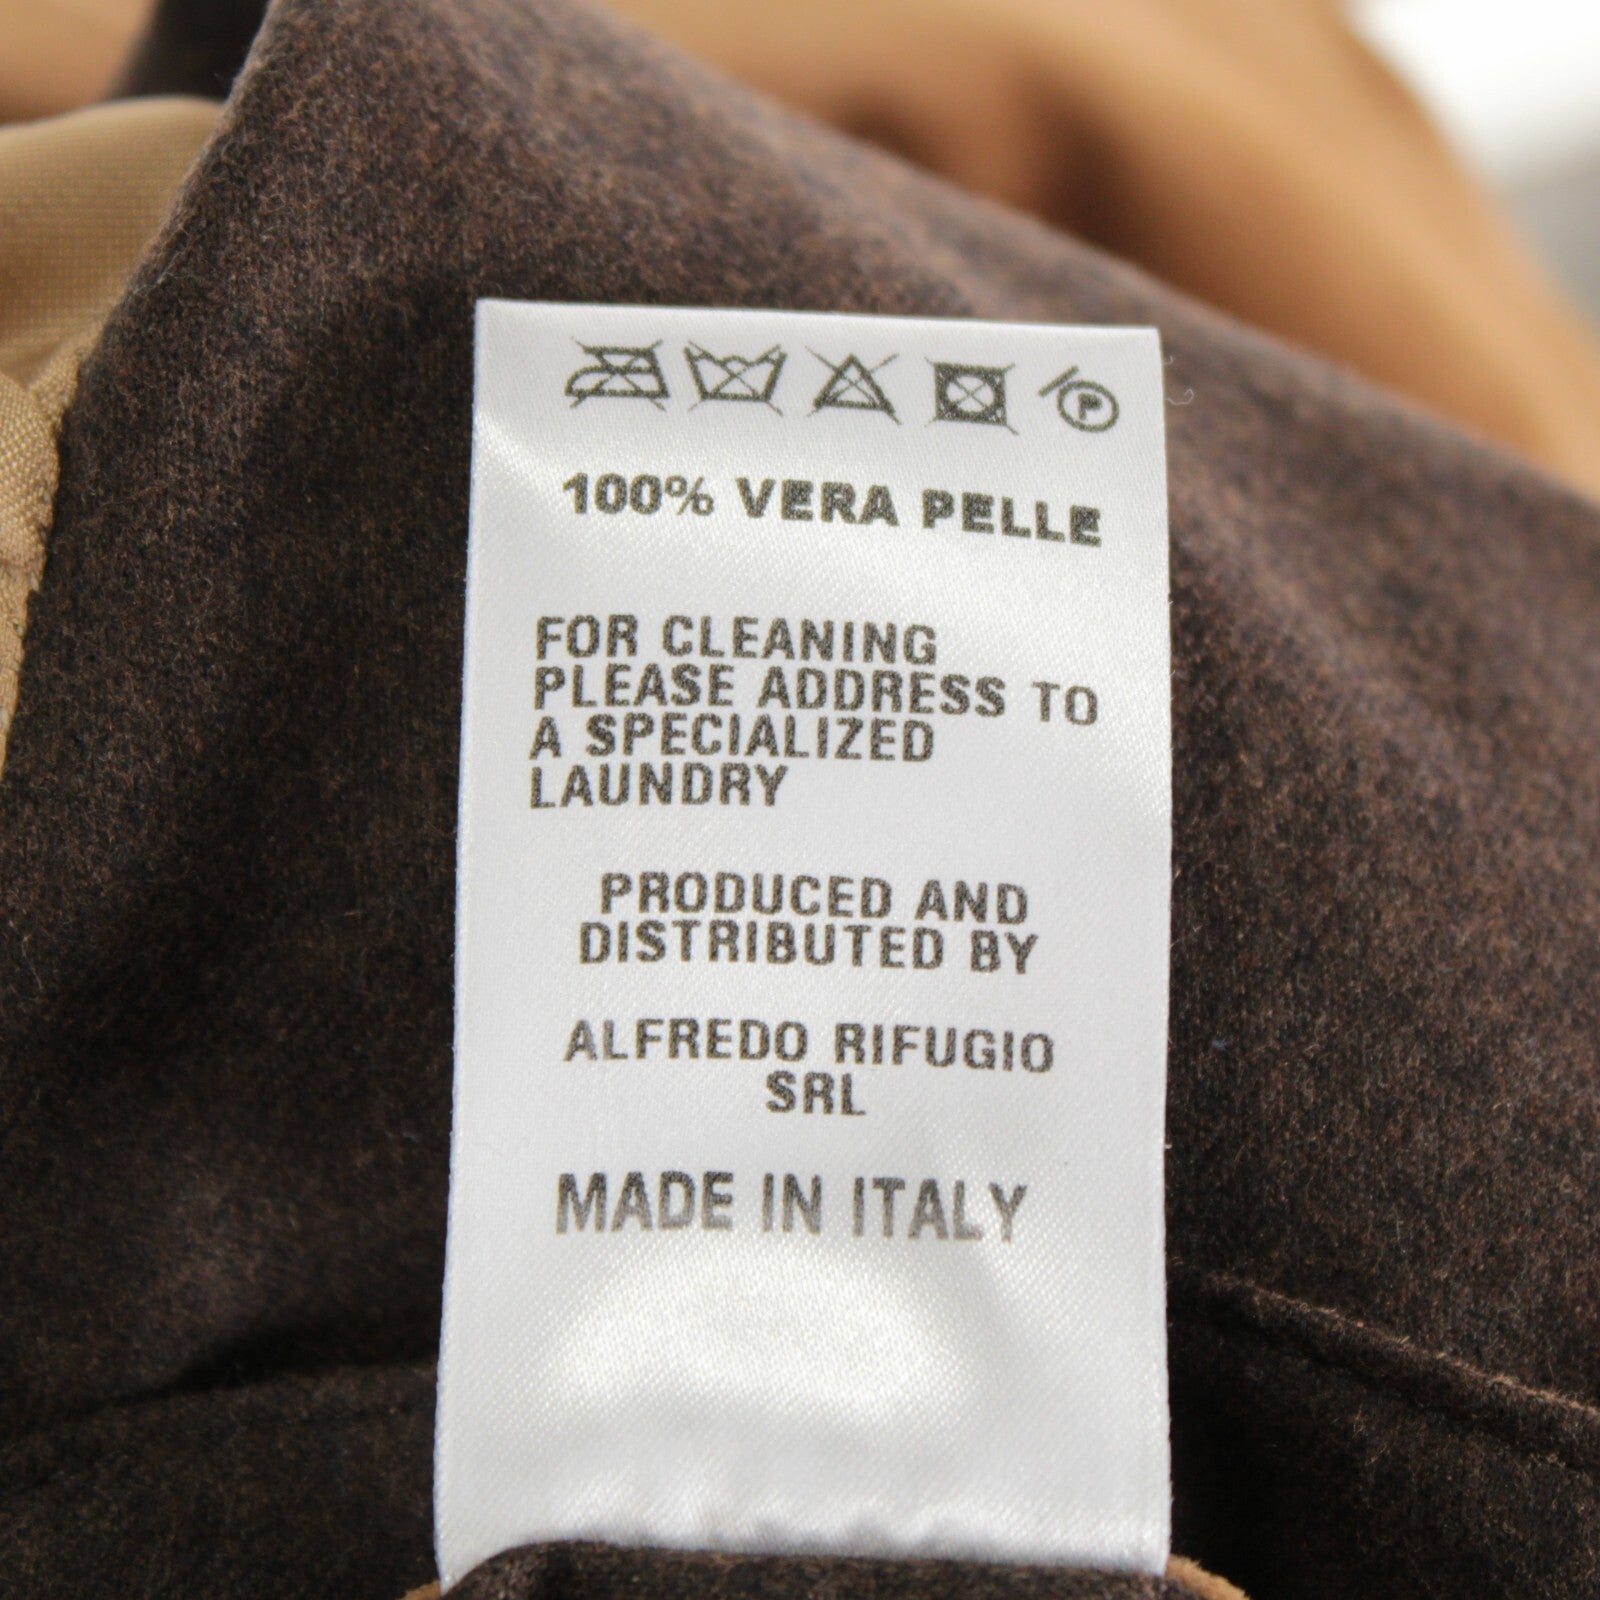 P
100% VERA PELLE
FOR CLEANING
PLEASE ADDRESS TO
A SPECIALIZED
LAUNDRY
PRODUCED AND
DISTRIBUTED BY
ALFREDO RIFUGIO
SRL
MADE IN ITALY